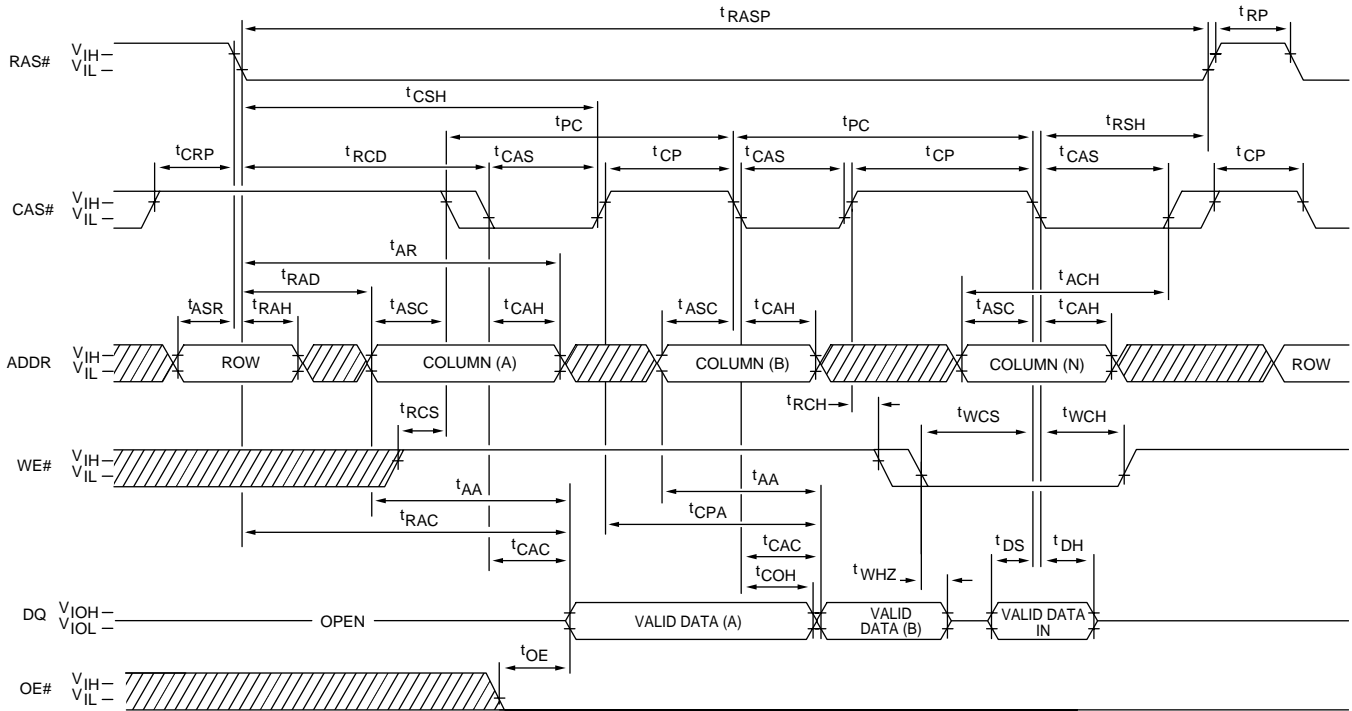 tRASP tRP
RAS# VIH
VIL
tCSH
tPC tPC tRSH
tCRP tRCD tCAS tCP tCAS tCP tCAS tCP
CAS# VIH
VIL
tAR
tRAD tACH
tASR tRAH tASC tCAH tASC tCAH tASC tCAH
ADDR VIH
VIL
ROW COLUMN (A) COLUMN (B) COLUMN (N) ROW
tRCS tRCH tWCS tWCH
WE# VIH
VIL
tAA tAA
tRAC tCPA
tCAC tCAC tDS tDH
tCOH tWHZ
DQ VIOH
VIOL
OPEN VALID DATA (A) VALID
DATA (B) VALID DATA
IN
tOE
OE# VIH
VIL